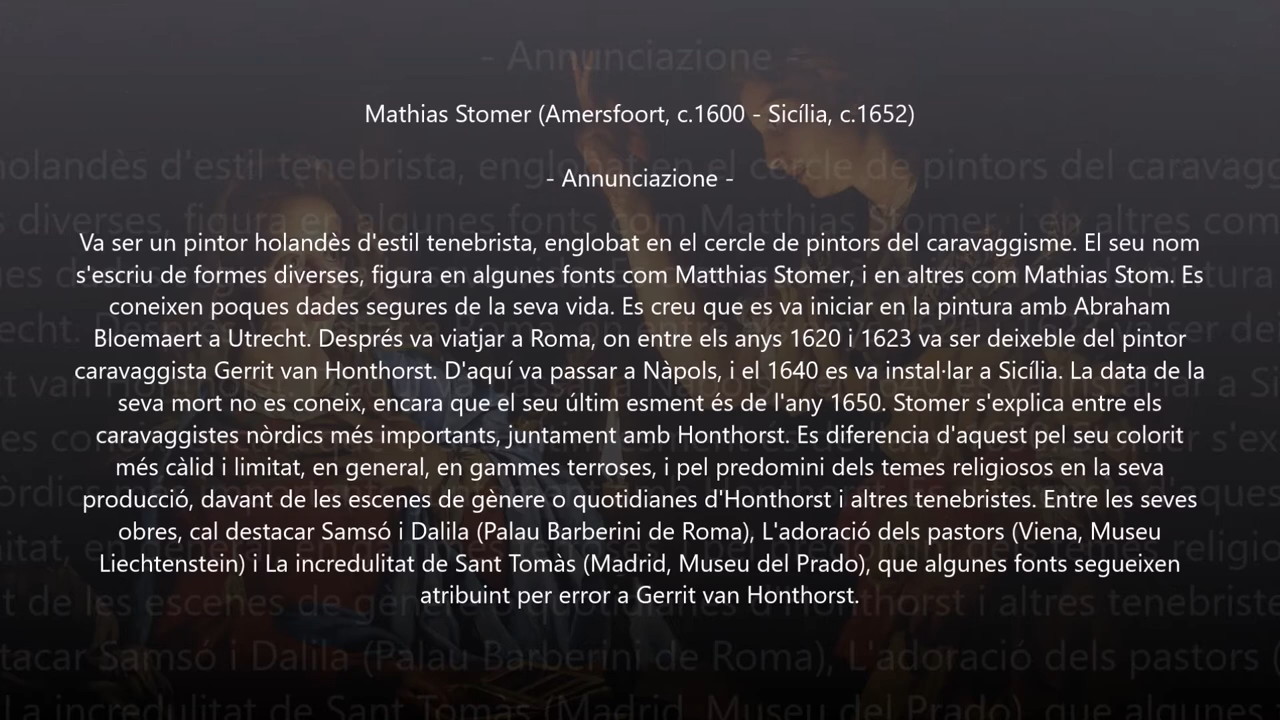 Mathias Stomer (Amersfoort, c.1600 - Sicília, c.1652)
- Annunciazione -
Va ser un pintor holandès d'estil tenebrista, englobat en el cercle de pintors del caravaggisme. El seu nom
s'escriu de formes diverses, figura en algunes fonts com Matthias Stomer, i en altres com Mathias Stom. Es
coneixen poques dades segures de la seva vida. Es creu que es va iniciar en la pintura amb Abraham
Bloemaert a Utrecht. Després va viatjar a Roma, on entre els anys 1620 i 1623 va ser deixeble del pintor
caravaggista Gerrit van Honthorst. D'aquí va passar a Nàpols, i el 1640 es va instal·lar a Sicília. La data de la
seva mort no es coneix, encara que el seu últim esment és de l'any 1650. Stomer s'explica entre els
caravaggistes nòrdics més importants, juntament amb Honthorst. Es diferencia d'aquest pel seu colorit
més càlid i limitat, en general, en gammes terroses, i pel predomini dels temes religiosos en la seva
producció, davant de les escenes de gènere o quotidianes d'Honthorst i altres tenebristes. Entre les seves
obres, cal destacar Samsó i Dalila (Palau Barberini de Roma), L'adoració dels pastors (Viena, Museu
Liechtenstein) i La incredulitat de Sant Tomàs (Madrid, Museu del Prado), que algunes fonts segueixen
atribuint per error a Gerrit van Honthorst.